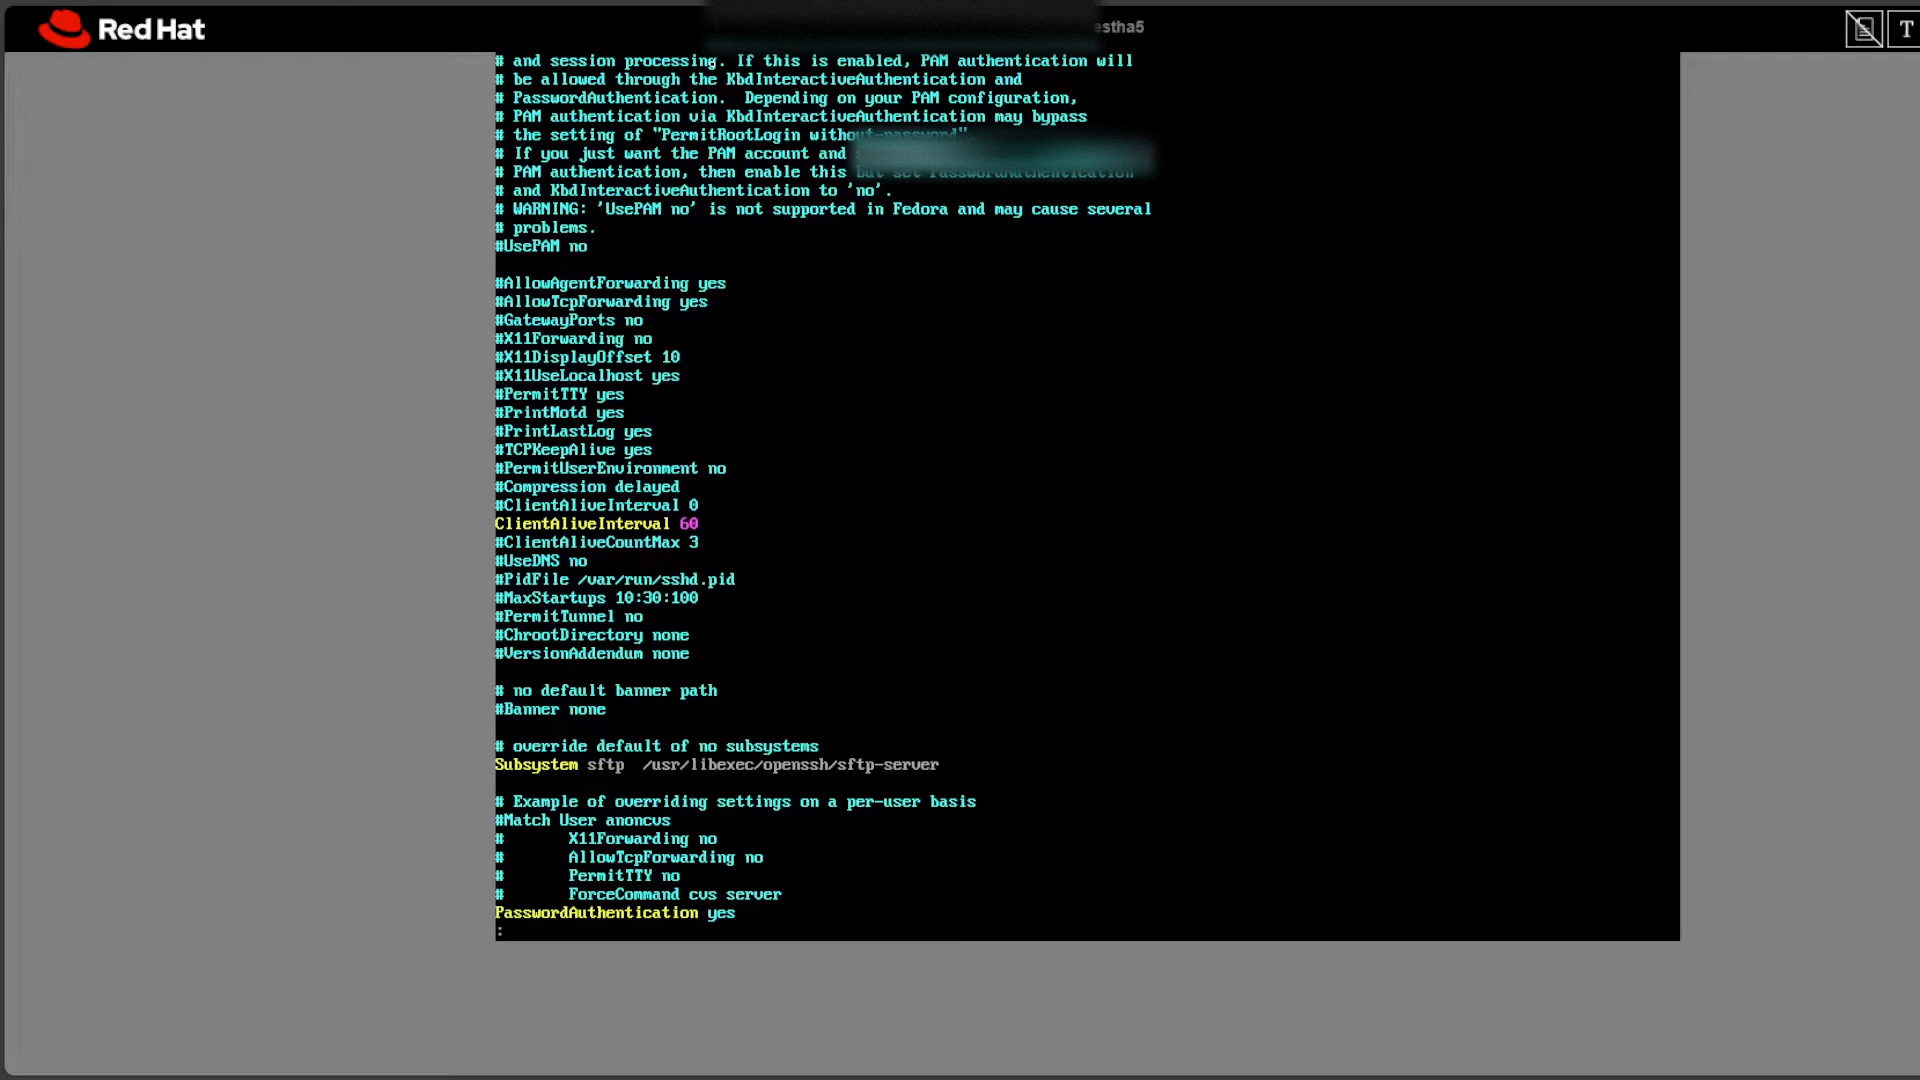 Red Hat
estha5
T
# and session processing. If this is enabled, PAM authentication will
# be allowed through the KbdInteractiveAuthentication and
# PasswordAuthentication.  Depending on your PAM configuration,
# PAM authentication via KbdInteractiveAuthentication may bypass
# the setting of "PermitRootLogin without-password"
# If you just want the PAM account and
# PAM authentication, then enable this but set PasswordAuthentication
# and KbdInteractiveAuthentication to 'no'.
# WARNING: 'UsePAM no' is not supported in Fedora and may cause several
# problems.
#UsePAM no
#AllowAgentForwarding yes
#AllowTcpForwarding yes
#GatewayPorts no
#X11Forwarding no
#X11DisplayOffset 10
#X11UseLocalhost yes
#PermitTTY yes
#PrintMotd yes
#PrintLastLog yes
#TCPKeepAlive yes
#PermitUserEnvironment no
#Compression delayed
#ClientAliveInterval 0
ClientAliveInterval 60
#ClientAliveCountMax 3
#UseDNS no
#PidFile /var/run/sshd.pid
#MaxStartups 10:30:100
#PermitTunnel no
#ChrootDirectory none
#VersionAddendum none
# no default banner path
#Banner none
# override default of no subsystems
Subsystem sftp  /usr/libexec/openssh/sftp-server
# Example of overriding settings on a per-user basis
#Match User anoncvs
#       X11Forwarding no
#       AllowTcpForwarding no
#       PermitTTY no
#       ForceCommand cvs server
PasswordAuthentication yes
: